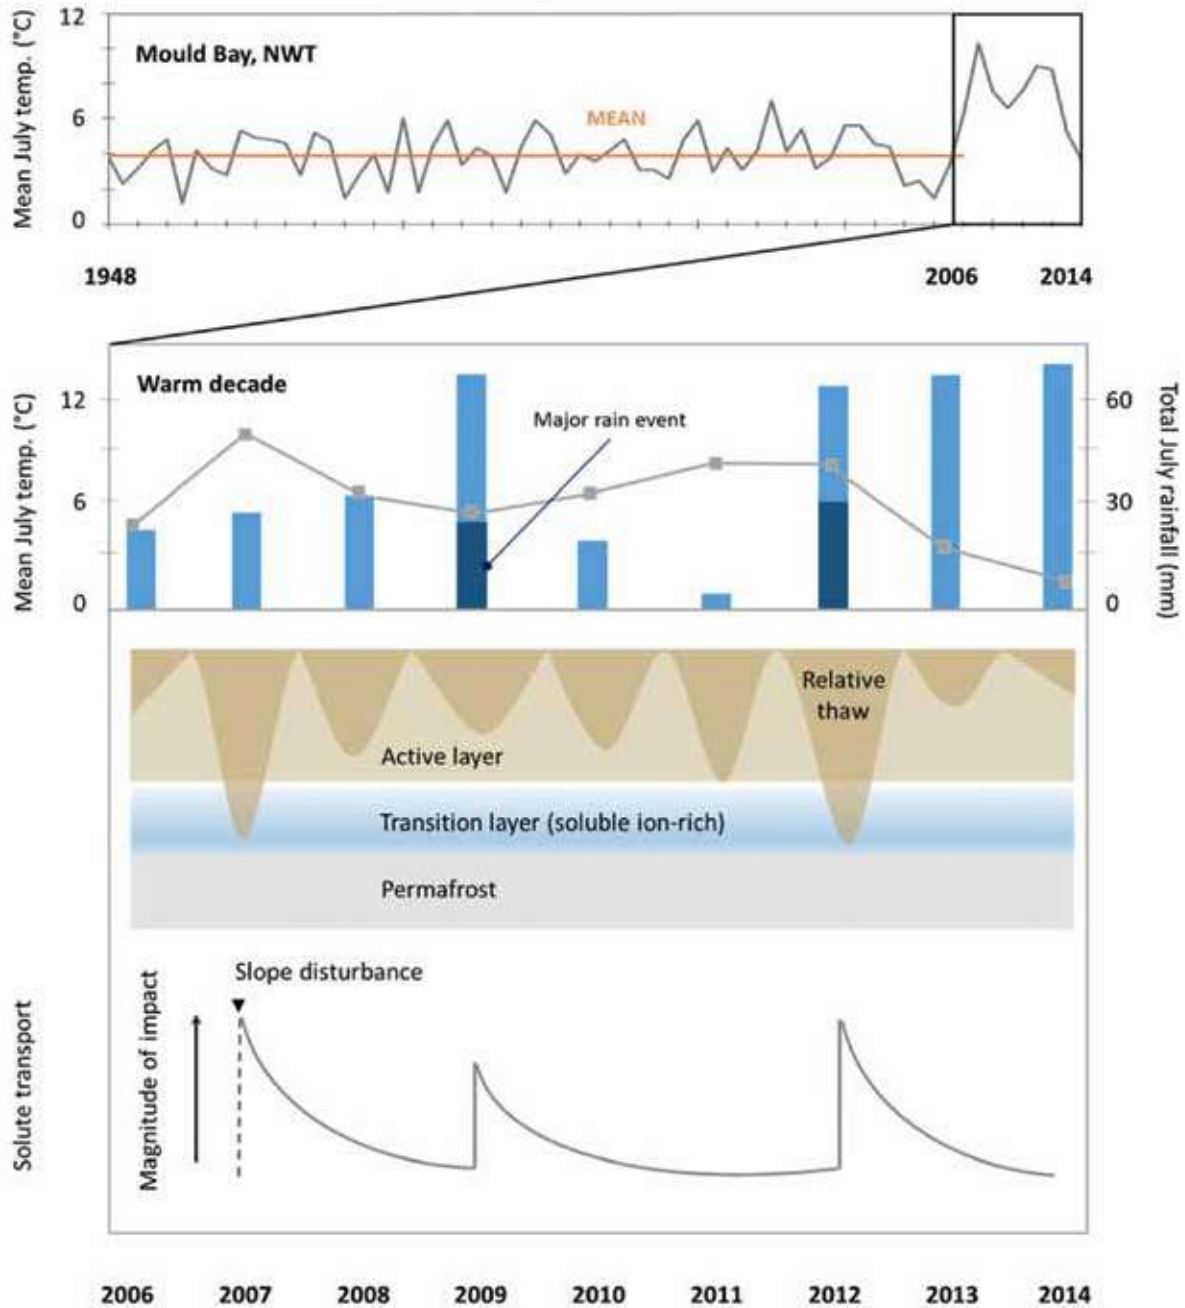 12
Mean July temp. (°C)
Mould Bay, NWT
6
MEAN
0
1948
2006
2014
Warm decade
12
60
Mean July temp. (°C)
Major rain event
Total July rainfall (mm)
6
30
0
0
Relative
thaw
Active layer
Transition layer (soluble ion-rich)
Permafrost
Slope disturbance
Solute transport
Magnitude of impact
2006 2007 2008 2009 2010 2011 2012 2013 2014